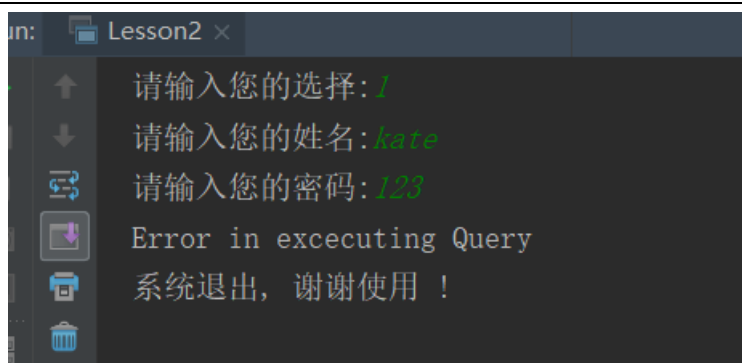 un: Lesson2 ×
请输入您的选择:1
请输入您的姓名:kate
请输入您的密码:123
Error in excecuting Query
系统退出, 谢谢使用 !